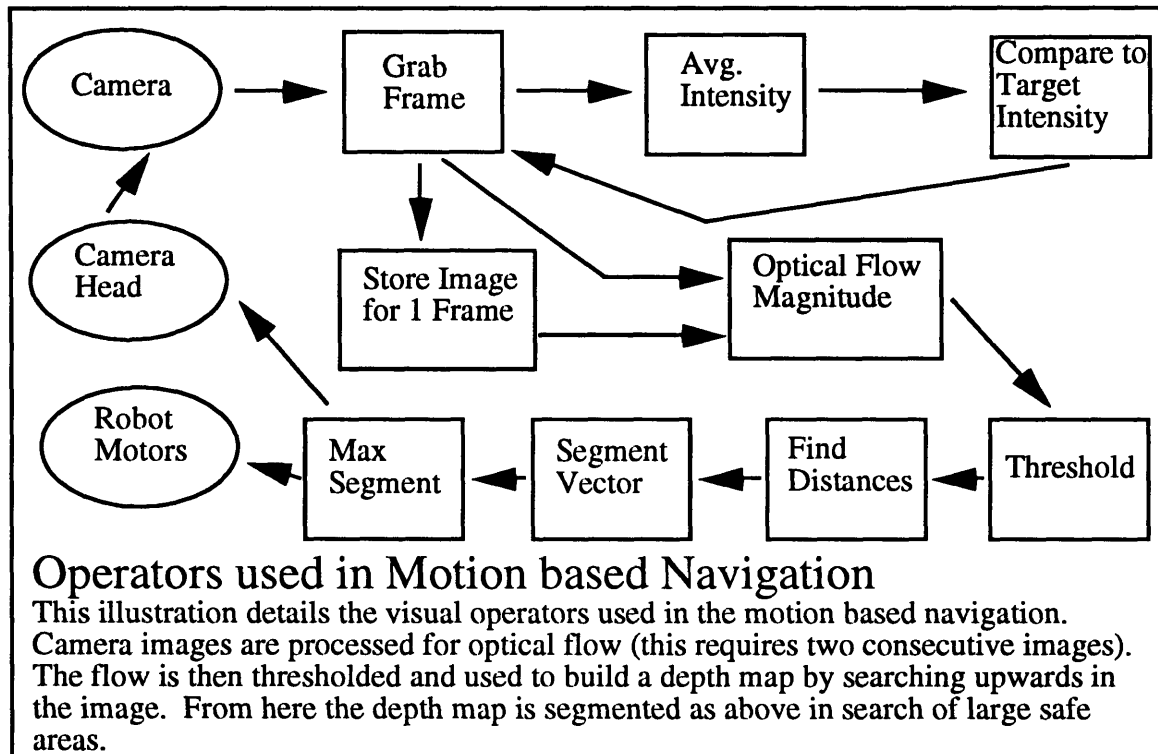 Camera
Grab
Frame
Avg.
Intensity
Compare to
Target
Intensity
Camera
Head
Store Image
for 1 Frame
Optical Flow
Magnitude
Robot
Motors
Max
Segment
Segment
Vector
Find
Distances
Threshold
Operators used in Motion based Navigation
This illustration details the visual operators used in the motion based navigation.
Camera images are processed for optical flow (this requires two consecutive images).
The flow is then thresholded and used to build a depth map by searching upwards in
the image.  From here the depth map is segmented as above in search of large safe
areas.